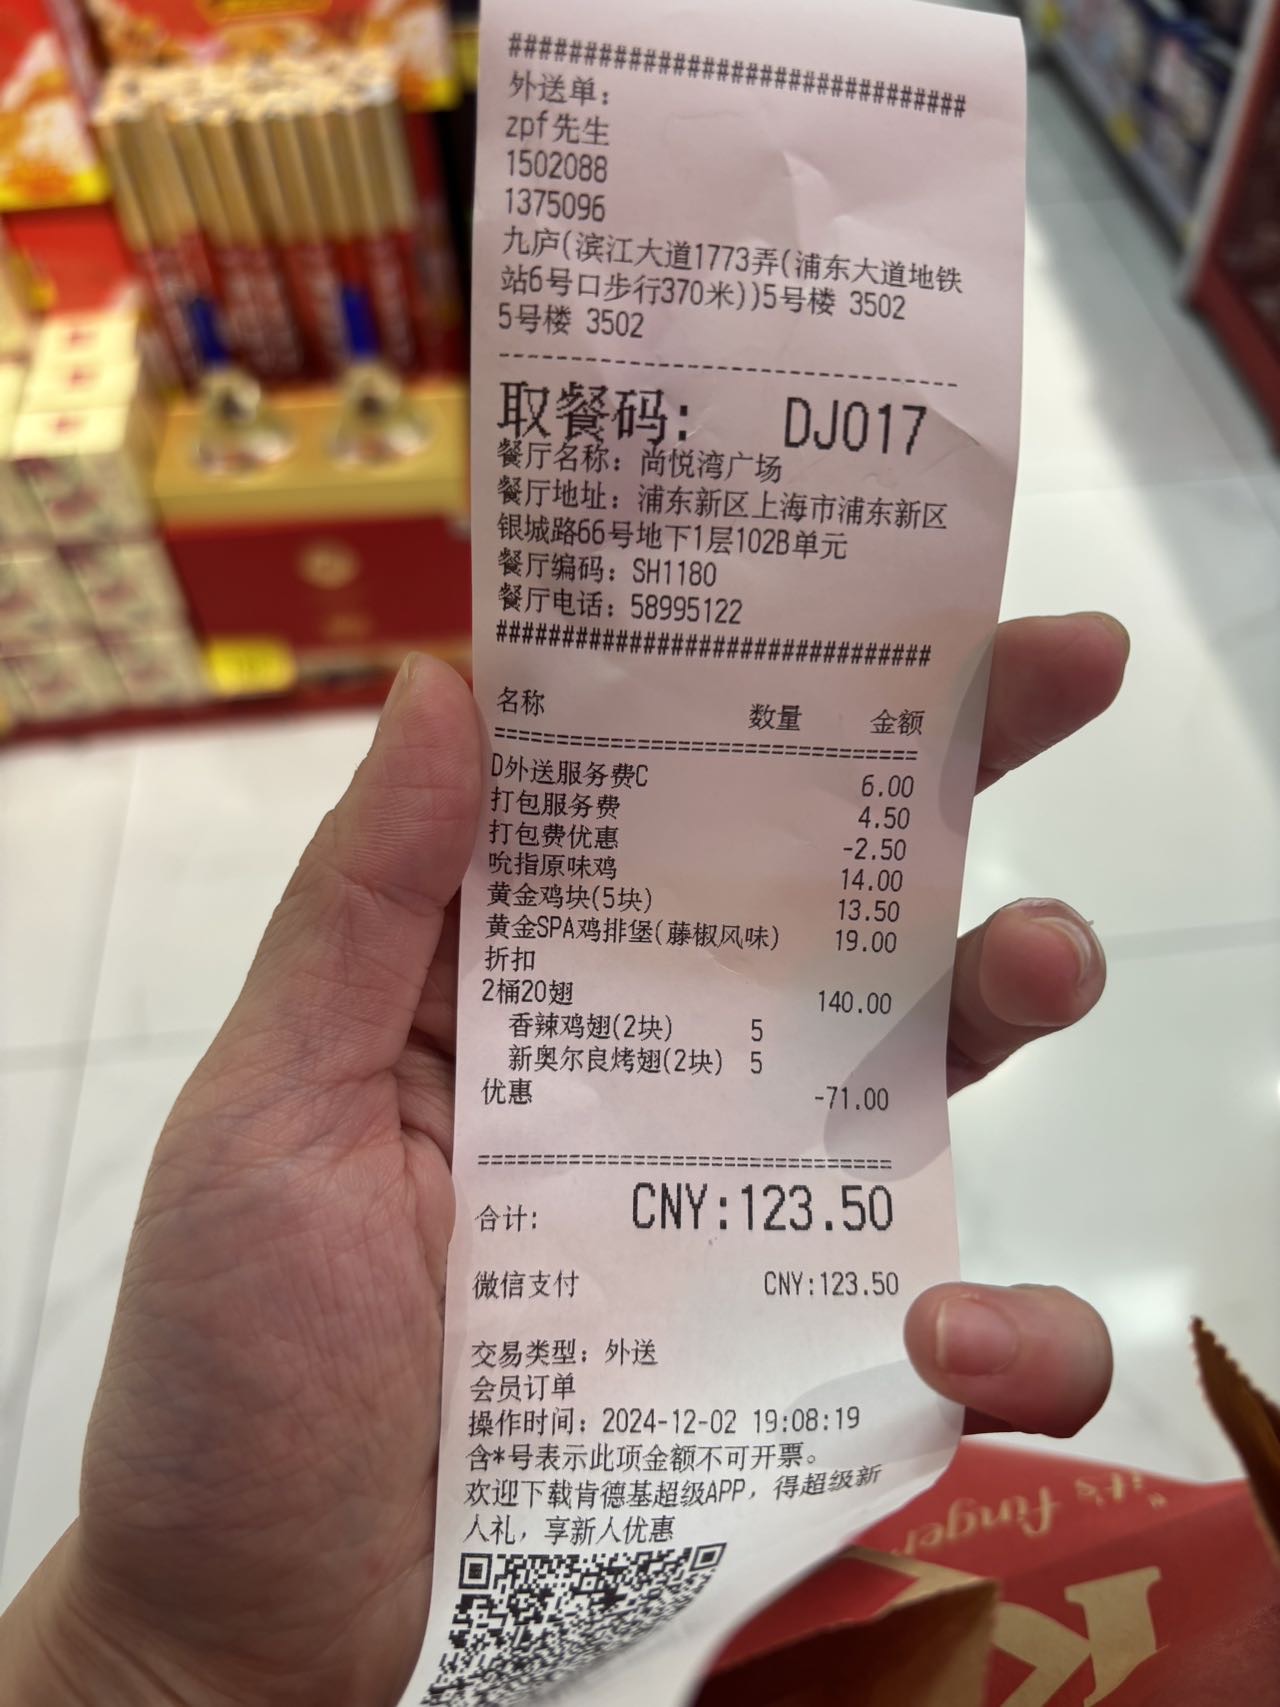 ################################
外送单：
zpf先生
1502088
1375096
九庐(滨江大道1773弄(浦东大道地铁
站6号口步行370米))5号楼 3502
5号楼 3502
--------------------------------
取餐码： DJ017
餐厅名称：尚悦湾广场
餐厅地址：浦东新区上海市浦东新区
银城路66号地下1层102B单元
餐厅编码：SH1180
餐厅电话：58995122
################################
名称 数量 金额
================================
D外送服务费C 6.00
打包服务费 4.50
打包费优惠 -2.50
吮指原味鸡 14.00
黄金鸡块(5块) 13.50
黄金SPA鸡排堡(藤椒风味) 19.00
折扣
2桶20翅 140.00
香辣鸡翅(2块) 5
新奥尔良烤翅(2块) 5
优惠 -71.00
================================
合计： CNY:123.50
微信支付 CNY:123.50
交易类型：外送
会员订单
操作时间：2024-12-02 19:08:19
含*号表示此项金额不可开票。
欢迎下载肯德基超级APP，得超级新
人礼，享新人优惠
"it's finger
K